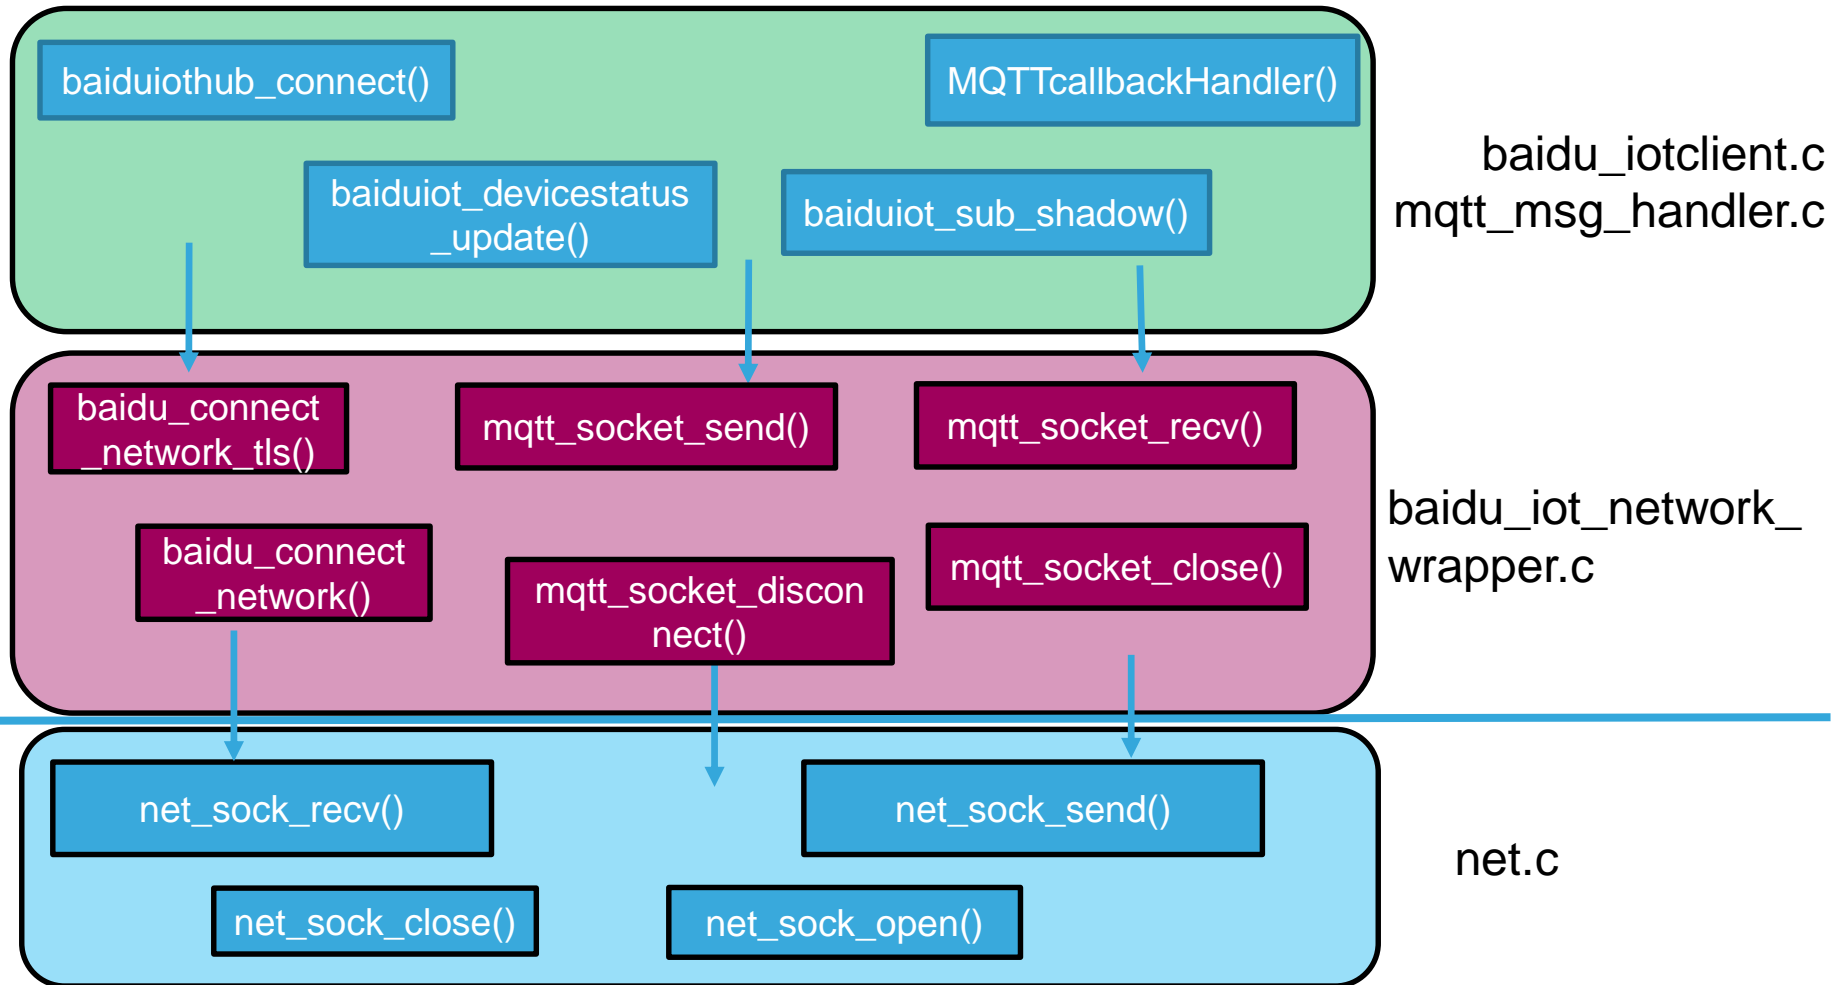 baiduiothub_connect()
MQTTcallbackHandler()
baiduiot_devicestatus
_update()
baiduiot_sub_shadow()
baidu_iotclient.c
mqtt_msg_handler.c
baidu_connect
_network_tls()
mqtt_socket_send()
mqtt_socket_recv()
baidu_connect
_network()
mqtt_socket_discon
nect()
mqtt_socket_close()
baidu_iot_network_
wrapper.c
net_sock_recv()
net_sock_send()
net_sock_close()
net_sock_open()
net.c